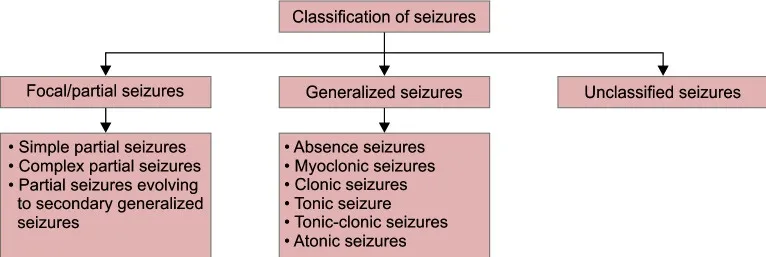 Classification of seizures
Focal/partial seizures
Generalized seizures
Unclassified seizures
• Simple partial seizures
• Complex partial seizures
• Partial seizures evolving
to secondary generalized
seizures
• Absence seizures
• Myoclonic seizures
• Clonic seizures
• Tonic seizure
• Tonic-clonic seizures
• Atonic seizures